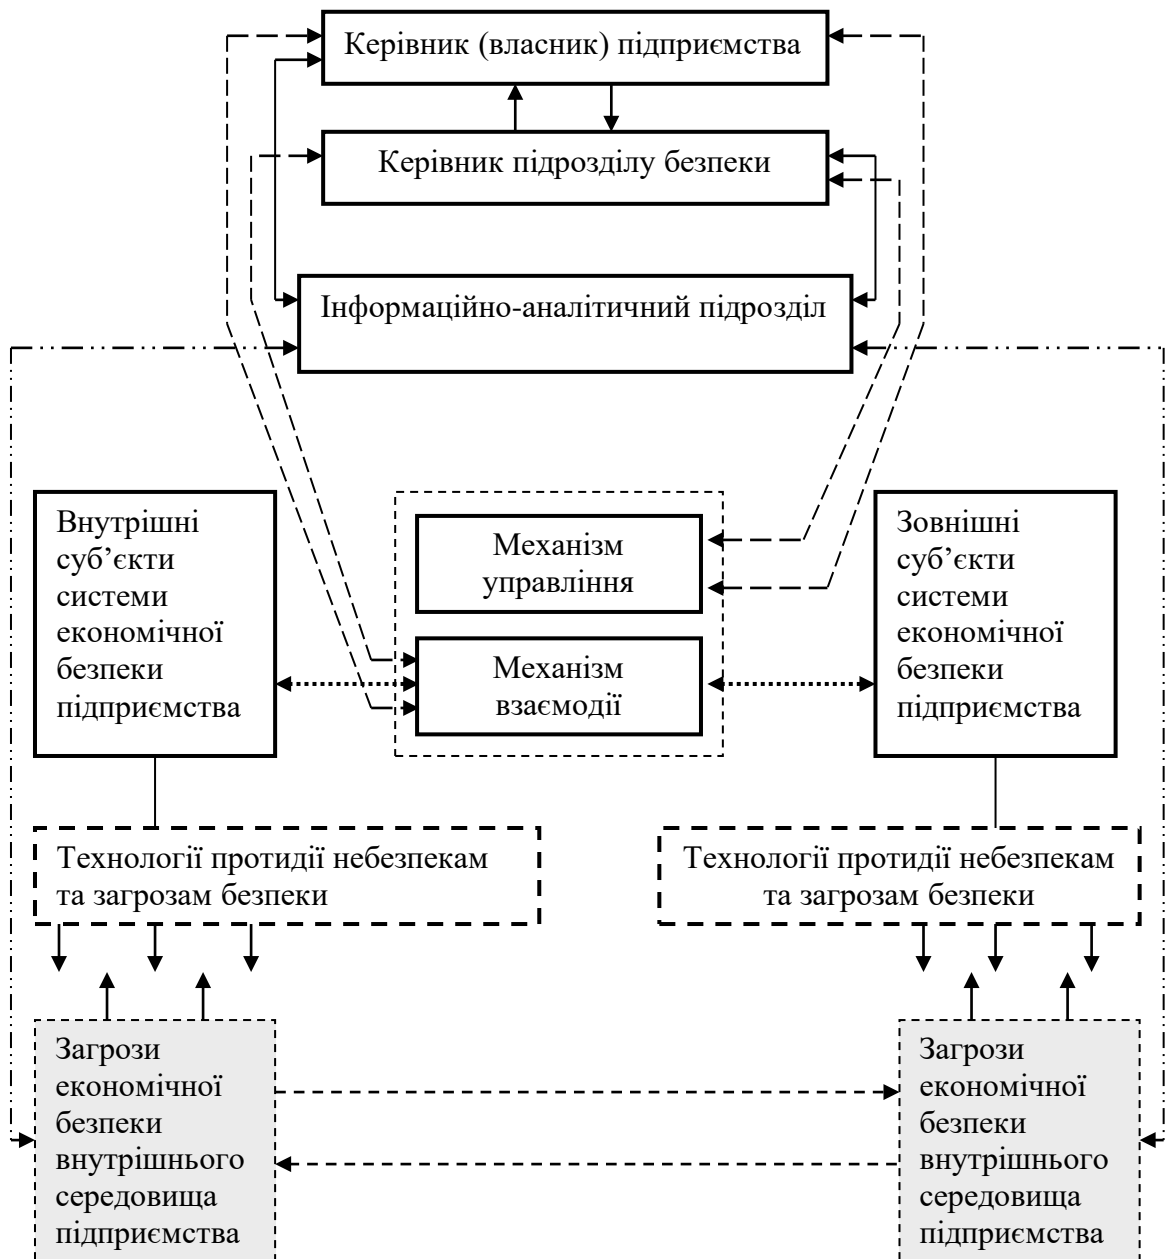 Керівник (власник) підприємства
Керівник підрозділу безпеки
Інформаційно-аналітичний підрозділ
Внутрішні
суб’єкти
системи
економічної
безпеки
підприємства
Механізм
управління
Механізм
взаємодії
Зовнішні
суб’єкти
системи
економічної
безпеки
підприємства
Технології протидії небезпекам
та загрозам безпеки
Технології протидії небезпекам
та загрозам безпеки
Загрози
економічної
безпеки
внутрішнього
середовища
підприємства
Загрози
економічної
безпеки
внутрішнього
середовища
підприємства